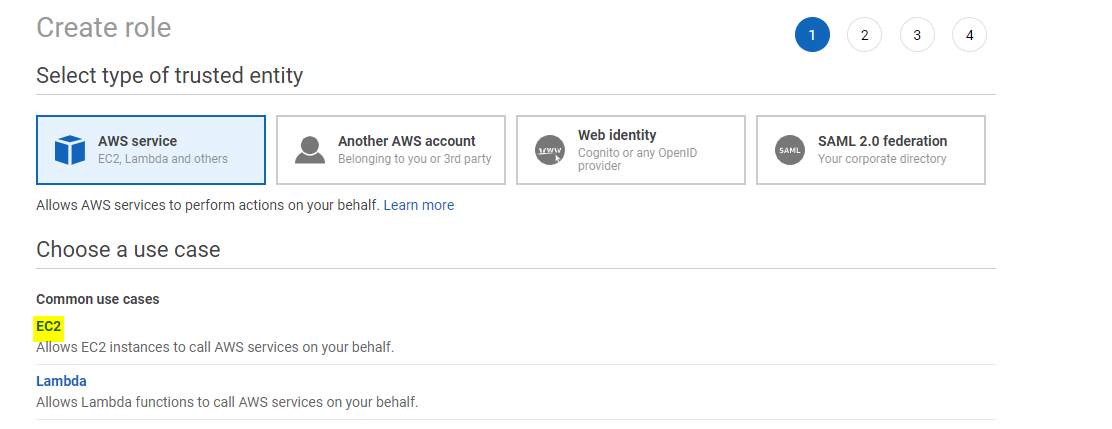 Create role
1 2 3 4
Select type of trusted entity
AWS service
EC2, Lambda and others
Another AWS account
Belonging to you or 3rd party
www
Web identity
Cognito or any OpenID
provider
SAML
SAML 2.0 federation
Your corporate directory
Allows AWS services to perform actions on your behalf. Learn more
Choose a use case
Common use cases
EC2
Allows EC2 instances to call AWS services on your behalf.
Lambda
Allows Lambda functions to call AWS services on your behalf.